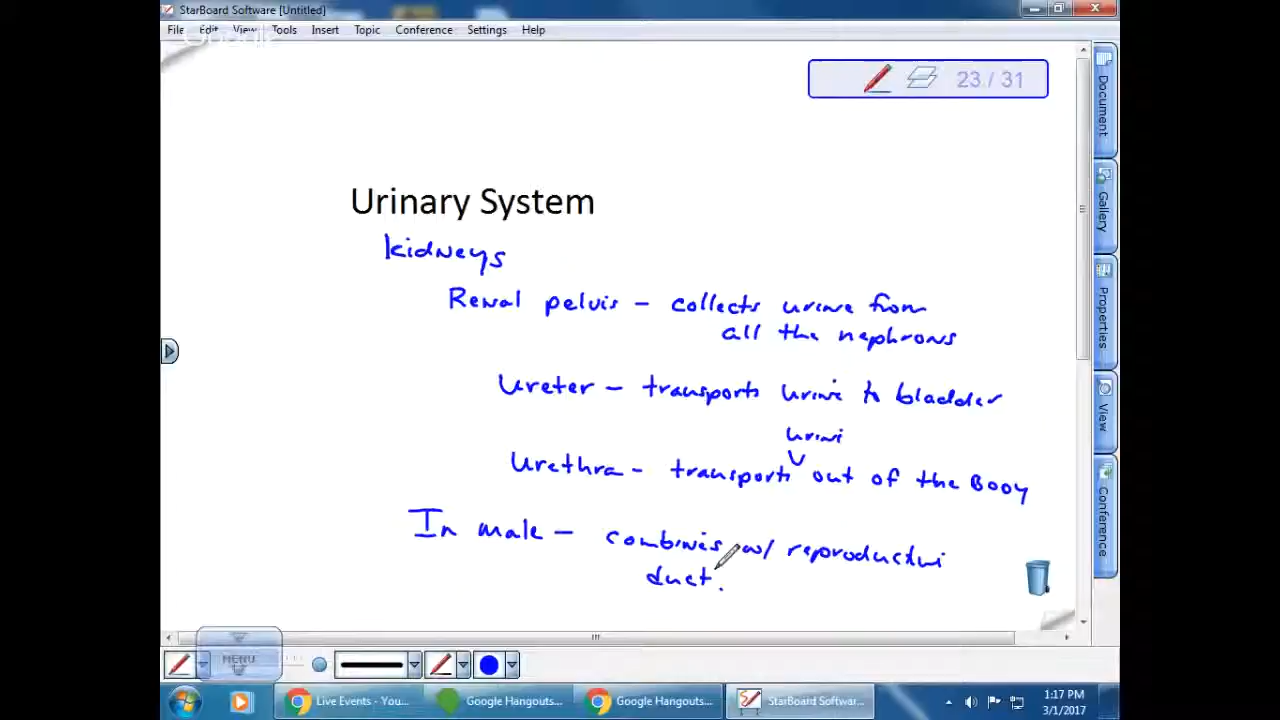 StarBoard Software [Untitled]
File Edit View Tools Insert Topic Conference Settings Help
Google
23 / 31
Document
Gallery
Properties
View
Conference
Urinary System
kidneys
Renal pelvis - collects urine from
all the nephrons
Ureter - transports urine to bladder
urine
Urethra - transports out of the Body
In male - combines w/ reproductive
duct.
MENU
Live Events - You... Google Hangouts... Google Hangouts... StarBoard Softwar...
1:17 PM
3/1/2017